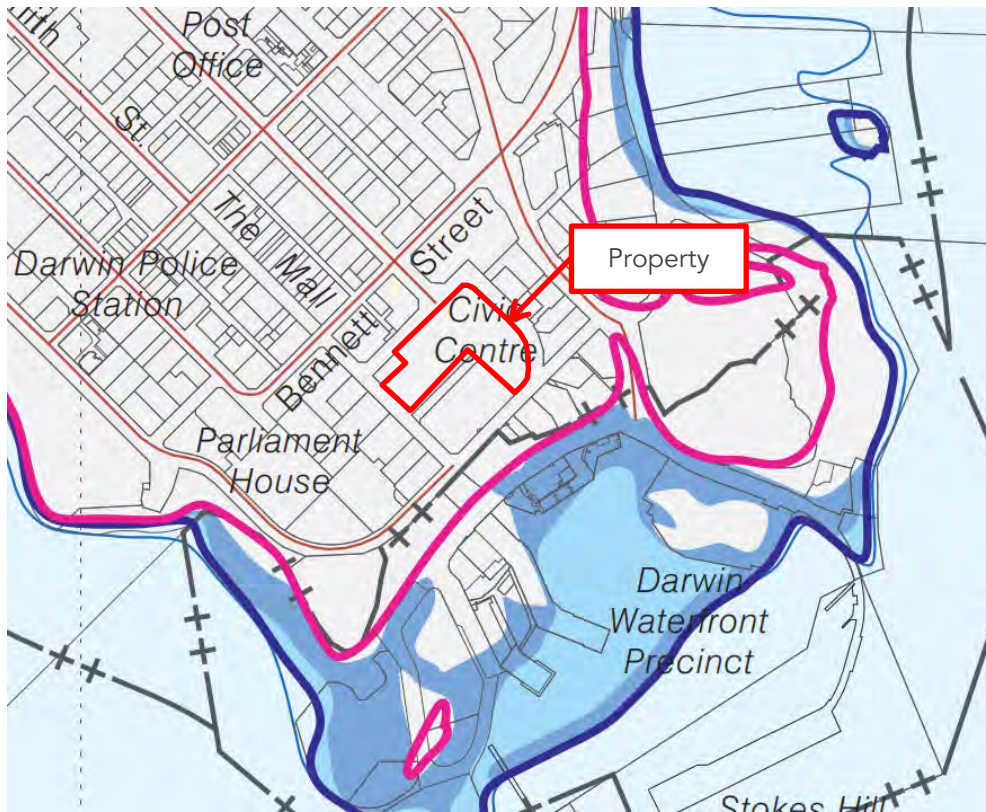 ith
St.
Post
Office
The
Mall
Darwin Police
Station
Bennett
Street
Civic
Centre
Property
Parliament
House
Darwin
Waterfront
Precinct
Stokes Hill